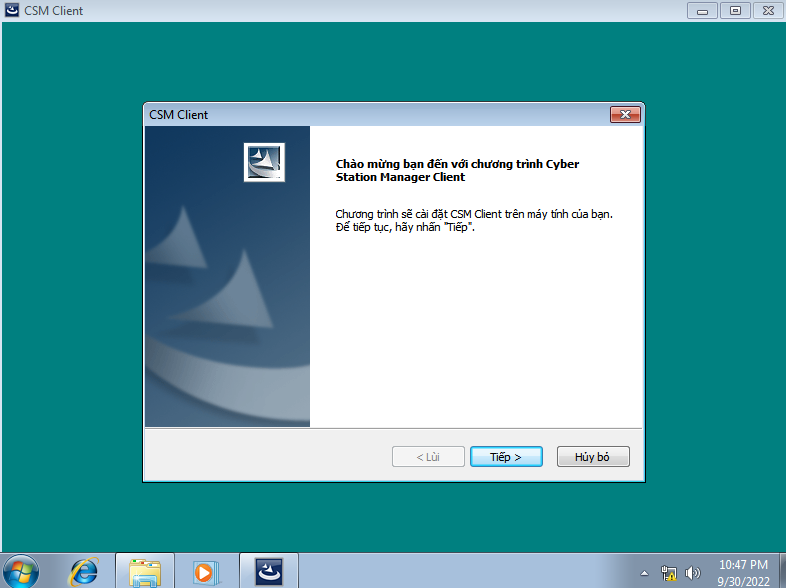 CSM Client
CSM Client
Chào mừng bạn đến với chương trình Cyber
Station Manager Client
Chương trình sẽ cài đặt CSM Client trên máy tính của bạn.
Để tiếp tục, hãy nhấn "Tiếp".
< Lùi
Tiếp >
Hủy bỏ
10:47 PM
9/30/2022